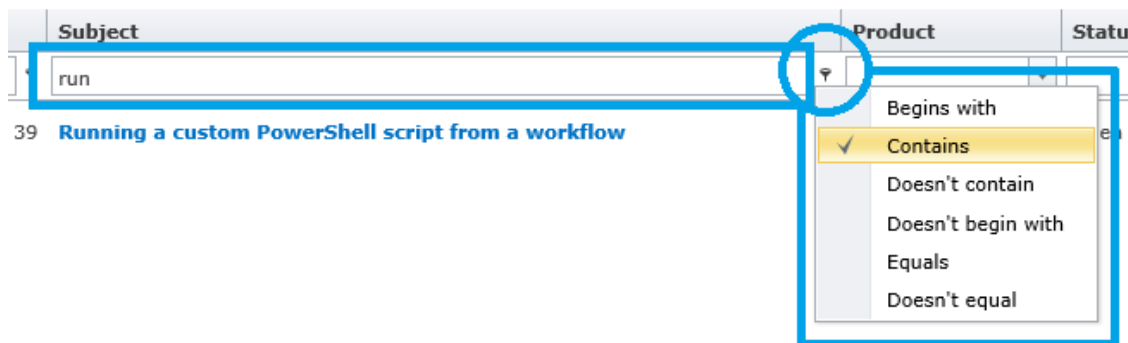 Subject Product Statu
run
39 Running a custom PowerShell script from a workflow
Begins with
Contains
Doesn't contain
Doesn't begin with
Equals
Doesn't equal